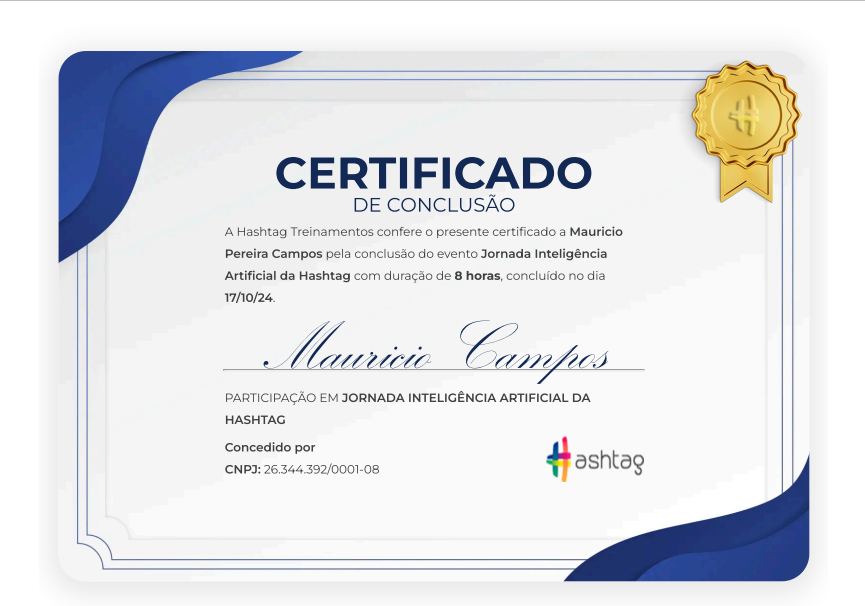 CERTIFICADO
DE CONCLUSÃO
A Hashtag Treinamentos confere o presente certificado a Mauricio
Pereira Campos pela conclusão do evento Jornada Inteligência
Artificial da Hashtag com duração de 8 horas, concluído no dia
17/10/24.
Mauricio Campos
PARTICIPAÇÃO EM JORNADA INTELIGÊNCIA ARTIFICIAL DA
HASHTAG
Concedido por
CNPJ: 26.344.392/0001-08
#ashtag